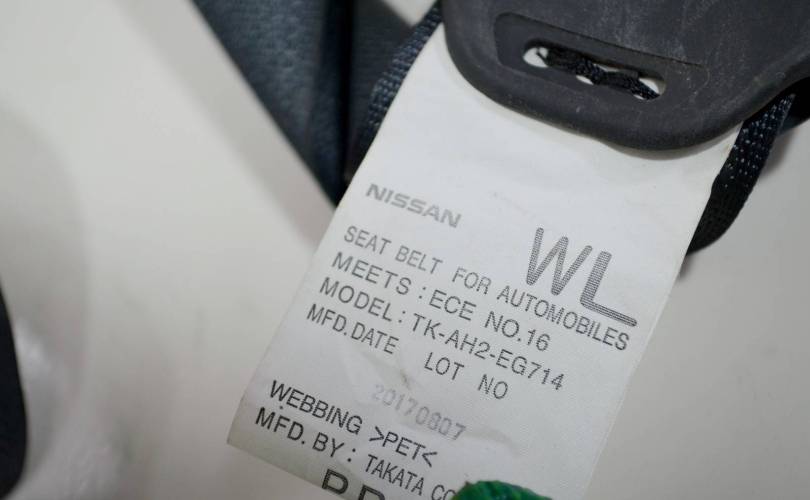 NISSAN
WL
SEAT BELT FOR AUTOMOBILES
MEETS : ECE NO.16
MODEL : TK-AH2-EG714
MFD.DATE LOT NO
20170807
WEBBING >PET<
MFD. BY : TAKATA CO